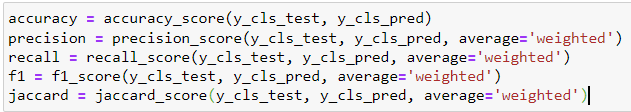 accuracy = accuracy_score(y_cls_test, y_cls_pred)
precision = precision_score(y_cls_test, y_cls_pred, average='weighted')
recall = recall_score(y_cls_test, y_cls_pred, average='weighted')
f1 = f1_score(y_cls_test, y_cls_pred, average='weighted')
jaccard = jaccard_score(y_cls_test, y_cls_pred, average='weighted')